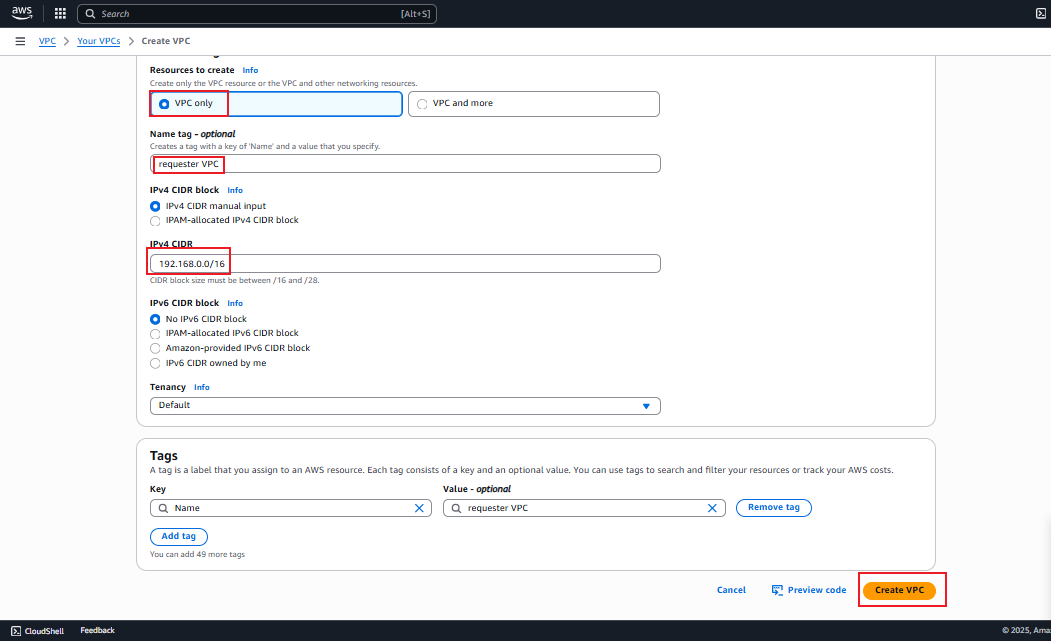 aws Search [Alt+S]
VPC > Your VPCs > Create VPC
Resources to create Info
Create only the VPC resource or the VPC and other networking resources.
VPC only VPC and more
Name tag - optional
Creates a tag with a key of 'Name' and a value that you specify.
requester VPC
IPv4 CIDR block Info
IPv4 CIDR manual input
IPAM-allocated IPv4 CIDR block
IPv4 CIDR
192.168.0.0/16
CIDR block size must be between /16 and /28.
IPv6 CIDR block Info
No IPv6 CIDR block
IPAM-allocated IPv6 CIDR block
Amazon-provided IPv6 CIDR block
IPv6 CIDR owned by me
Tenancy Info
Default
Tags
A tag is a label that you assign to an AWS resource. Each tag consists of a key and an optional value. You can use tags to search and filter your resources or track your AWS costs.
Key Value - optional
Name requester VPC Remove tag
Add tag
You can add 49 more tags
Cancel Preview code Create VPC
CloudShell Feedback © 2025, Ama